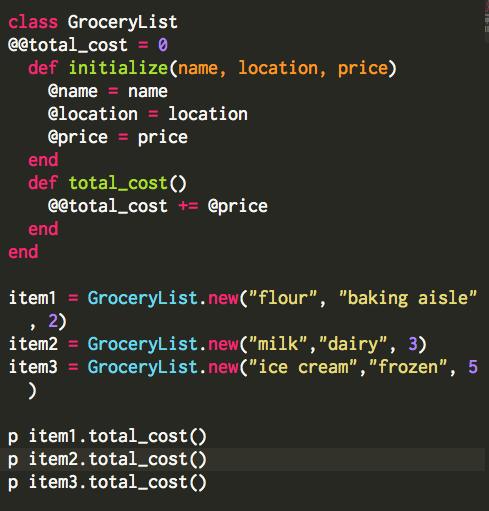 class GroceryList
@@total_cost = 0
  def initialize(name, location, price)
    @name = name
    @location = location
    @price = price
  end
  def total_cost()
    @@total_cost += @price
  end
end

item1 = GroceryList.new("flour", "baking aisle"
  , 2)
item2 = GroceryList.new("milk","dairy", 3)
item3 = GroceryList.new("ice cream","frozen", 5
  )

p item1.total_cost()
p item2.total_cost()
p item3.total_cost()